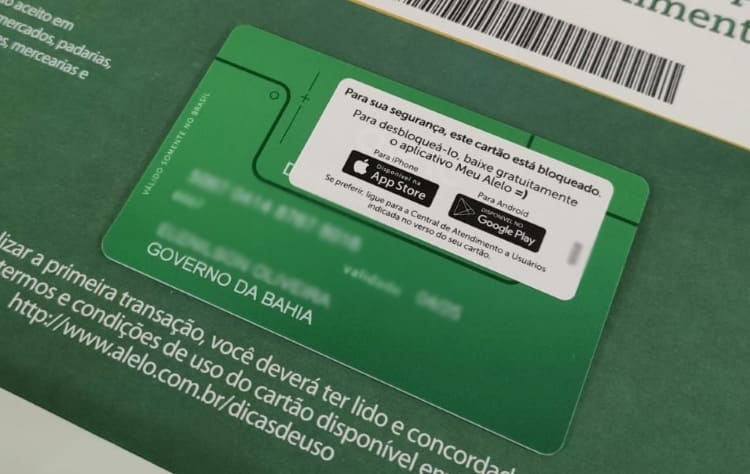 o aceito em
mercados, padarias,
es, mercearias e
VÁLIDO SOMENTE NO BRASIL
Para sua segurança, este cartão está bloqueado.
Para desbloqueá-lo, baixe gratuitamente
o aplicativo Meu Alelo =)
Para iPhone
Disponível na
App Store
Para Android
DISPONÍVEL NO
Google Play
Se preferir, ligue para a Central de Atendimento a Usuários
indicada no verso do seu cartão.
validade
GOVERNO DA BAHIA
lizar a primeira transação, você deverá ter lido e concordad
termos e condições de uso do cartão disponível em
http://www.alelo.com.br/dicasdeuso